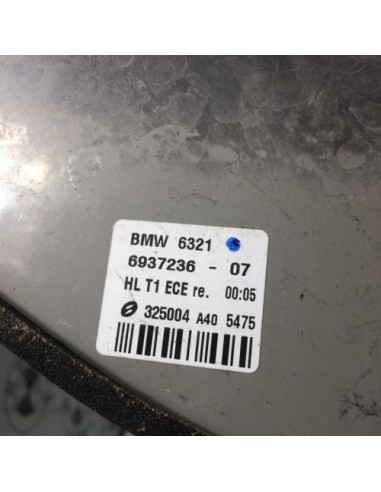 BMW 6321
6937236 - 07
HL T1 ECE re. 00:05
325004 A40 5475